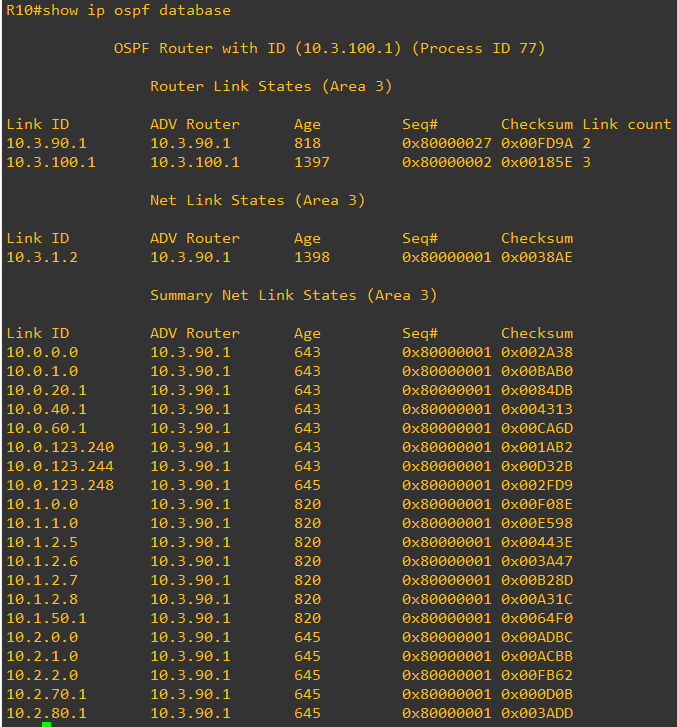 R10#show ip ospf database
OSPF Router with ID (10.3.100.1) (Process ID 77)
Router Link States (Area 3)
Link ID ADV Router Age Seq# Checksum Link count
10.3.90.1 10.3.90.1 818 0x80000027 0x00FD9A 2
10.3.100.1 10.3.100.1 1397 0x80000002 0x00185E 3
Net Link States (Area 3)
Link ID ADV Router Age Seq# Checksum
10.3.1.2 10.3.90.1 1398 0x80000001 0x0038AE
Summary Net Link States (Area 3)
Link ID ADV Router Age Seq# Checksum
10.0.0.0 10.3.90.1 643 0x80000001 0x002A38
10.0.1.0 10.3.90.1 643 0x80000001 0x00BAB0
10.0.20.1 10.3.90.1 643 0x80000001 0x0084DB
10.0.40.1 10.3.90.1 643 0x80000001 0x004313
10.0.60.1 10.3.90.1 643 0x80000001 0x00CA6D
10.0.123.240 10.3.90.1 643 0x80000001 0x001AB2
10.0.123.244 10.3.90.1 643 0x80000001 0x00D32B
10.0.123.248 10.3.90.1 645 0x80000001 0x002FD9
10.1.0.0 10.3.90.1 820 0x80000001 0x00F08E
10.1.1.0 10.3.90.1 820 0x80000001 0x00E598
10.1.2.5 10.3.90.1 820 0x80000001 0x00443E
10.1.2.6 10.3.90.1 820 0x80000001 0x003A47
10.1.2.7 10.3.90.1 820 0x80000001 0x00B28D
10.1.2.8 10.3.90.1 820 0x80000001 0x00A31C
10.1.50.1 10.3.90.1 820 0x80000001 0x0064F0
10.2.0.0 10.3.90.1 645 0x80000001 0x00ADBC
10.2.1.0 10.3.90.1 645 0x80000001 0x00ACBB
10.2.2.0 10.3.90.1 645 0x80000001 0x00FB62
10.2.70.1 10.3.90.1 645 0x80000001 0x000D0B
10.2.80.1 10.3.90.1 645 0x80000001 0x003ADD